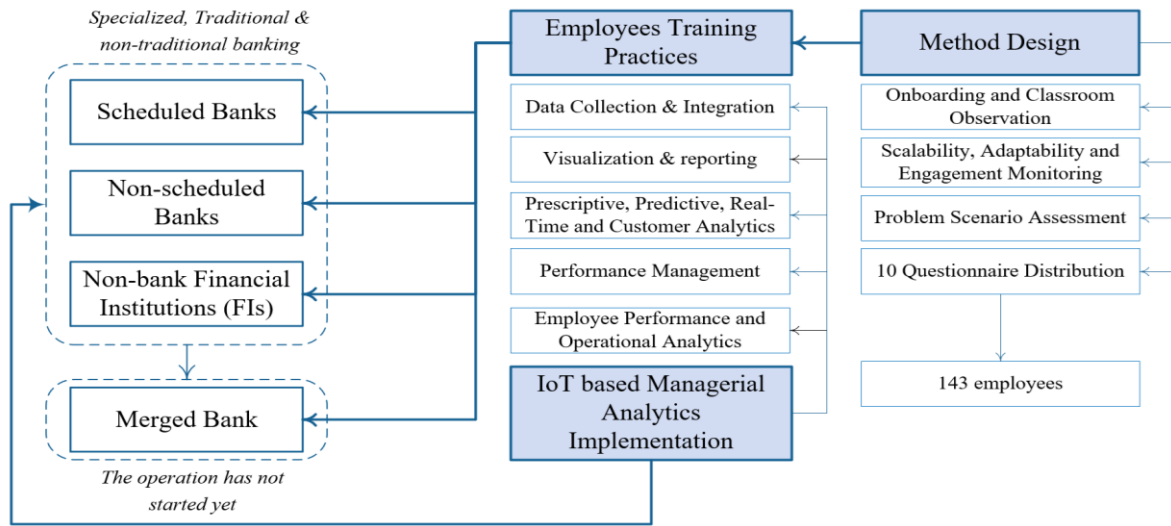 Specialized, Traditional &
non-traditional banking
Scheduled Banks
Non-scheduled
Banks
Non-bank Financial
Institutions (FIs)
Merged Bank
The operation has not
started yet
Employees Training
Practices
Data Collection & Integration
Visualization & reporting
Prescriptive, Predictive, Real-
Time and Customer Analytics
Performance Management
Employee Performance and
Operational Analytics
IoT based Managerial
Analytics
Implementation
Method Design
Onboarding and Classroom
Observation
Scalability, Adaptability and
Engagement Monitoring
Problem Scenario Assessment
10 Questionnaire Distribution
143 employees